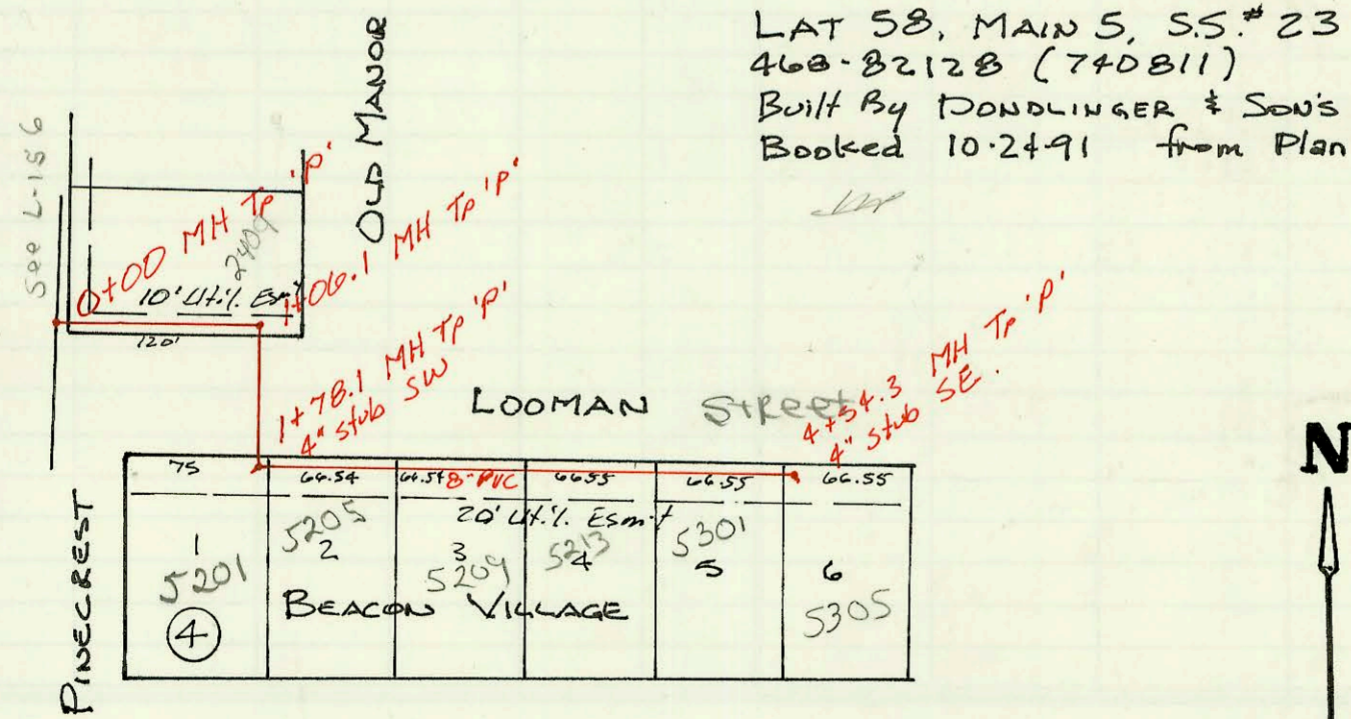 LAT 58, MAIN 5, S.S. # 23
468-82128 (740811)
Built By DONDLINGER & SON'S
Booked 10-24-91 from Plan
See L-156
OLD MANOR
0+00 MH Tp 'P'
2409
10' Util. Esm't
1+06.1 MH Tp 'P'
120'
1+78.1 MH Tp 'P'
4" stub SW
LOOMAN Street
4+54.3 MH Tp 'P'
4" stub SE.
N
75 66.54 66.54 8" PVC 66.55 66.55 66.55
20' Util. Esm't
5205 5213 5301
1 2 3 4 5 6
5201 5209 5305
BEACON VILLAGE
4
PINECREST